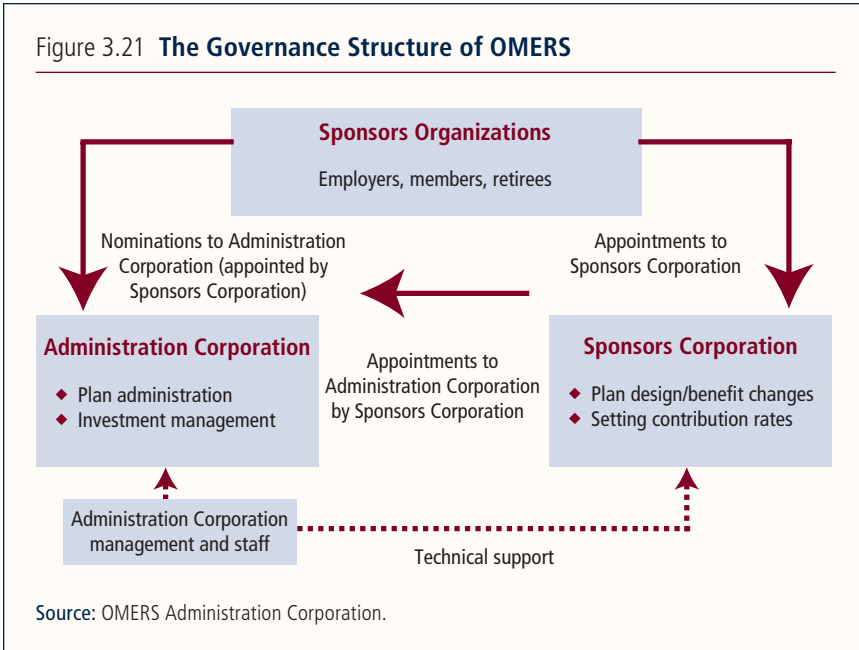 Figure 3.21 The Governance Structure of OMERS
Sponsors Organizations
Employers, members, retirees
Nominations to Administration
Corporation (appointed by
Sponsors Corporation)
Appointments to
Sponsors Corporation
Administration Corporation
◆ Plan administration
◆ Investment management
Appointments to
Administration Corporation
by Sponsors Corporation
Sponsors Corporation
◆ Plan design/benefit changes
◆ Setting contribution rates
Administration Corporation
management and staff
Technical support
Source: OMERS Administration Corporation.